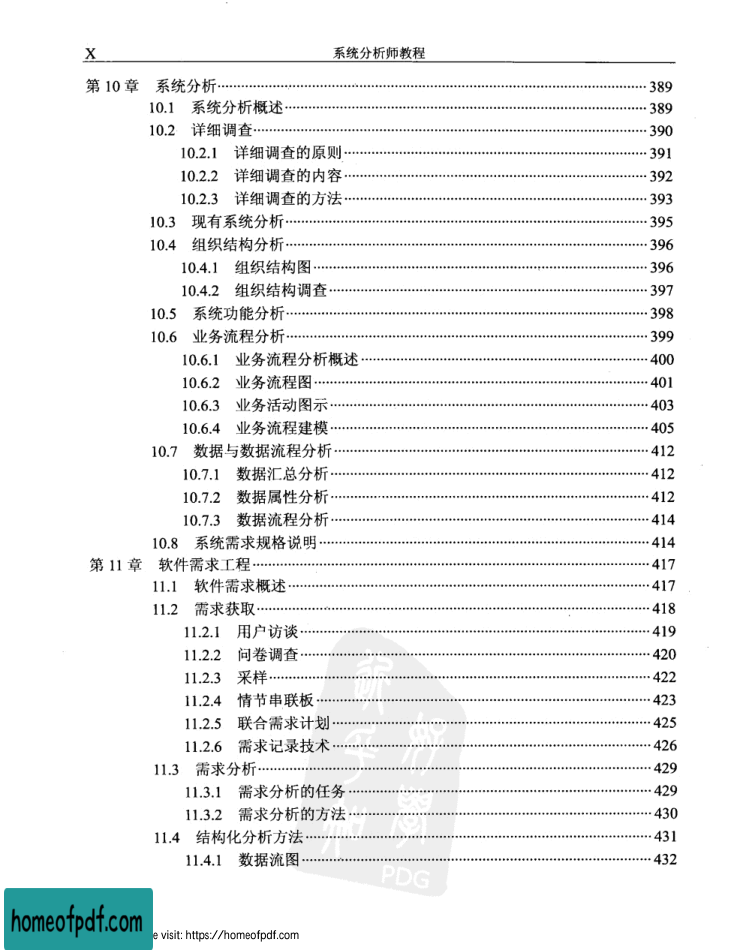 X 系统分析师教程
第 10 章 系统分析 389
10.1 系统分析概述 389
10.2 详细调查 390
10.2.1 详细调查的原则 391
10.2.2 详细调查的内容 392
10.2.3 详细调查的方法 393
10.3 现有系统分析 395
10.4 组织结构分析 396
10.4.1 组织结构图 396
10.4.2 组织结构调查 397
10.5 系统功能分析 398
10.6 业务流程分析 399
10.6.1 业务流程分析概述 400
10.6.2 业务流程图 401
10.6.3 业务活动图示 403
10.6.4 业务流程建模 405
10.7 数据与数据流程分析 412
10.7.1 数据汇总分析 412
10.7.2 数据属性分析 412
10.7.3 数据流程分析 414
10.8 系统需求规格说明 414
第 11 章 软件需求工程 417
11.1 软件需求概述 417
11.2 需求获取 418
11.2.1 用户访谈 419
11.2.2 问卷调查 420
11.2.3 采样 422
11.2.4 情节串联板 423
11.2.5 联合需求计划 425
11.2.6 需求记录技术 426
11.3 需求分析 429
11.3.1 需求分析的任务 429
11.3.2 需求分析的方法 430
11.4 结构化分析方法 431
11.4.1 数据流图 432
PDG
homeofpdf.com
e visit: https://homeofpdf.com